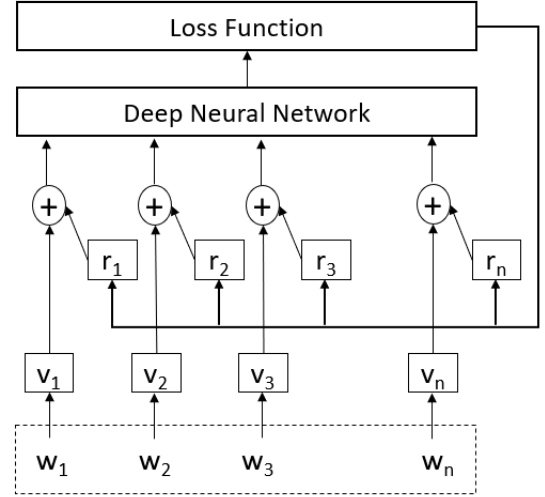 Loss Function
Deep Neural Network
+ + + +
r₁ r₂ r₃ rₙ
v₁ v₂ v₃ vₙ
w₁ w₂ w₃ wₙ